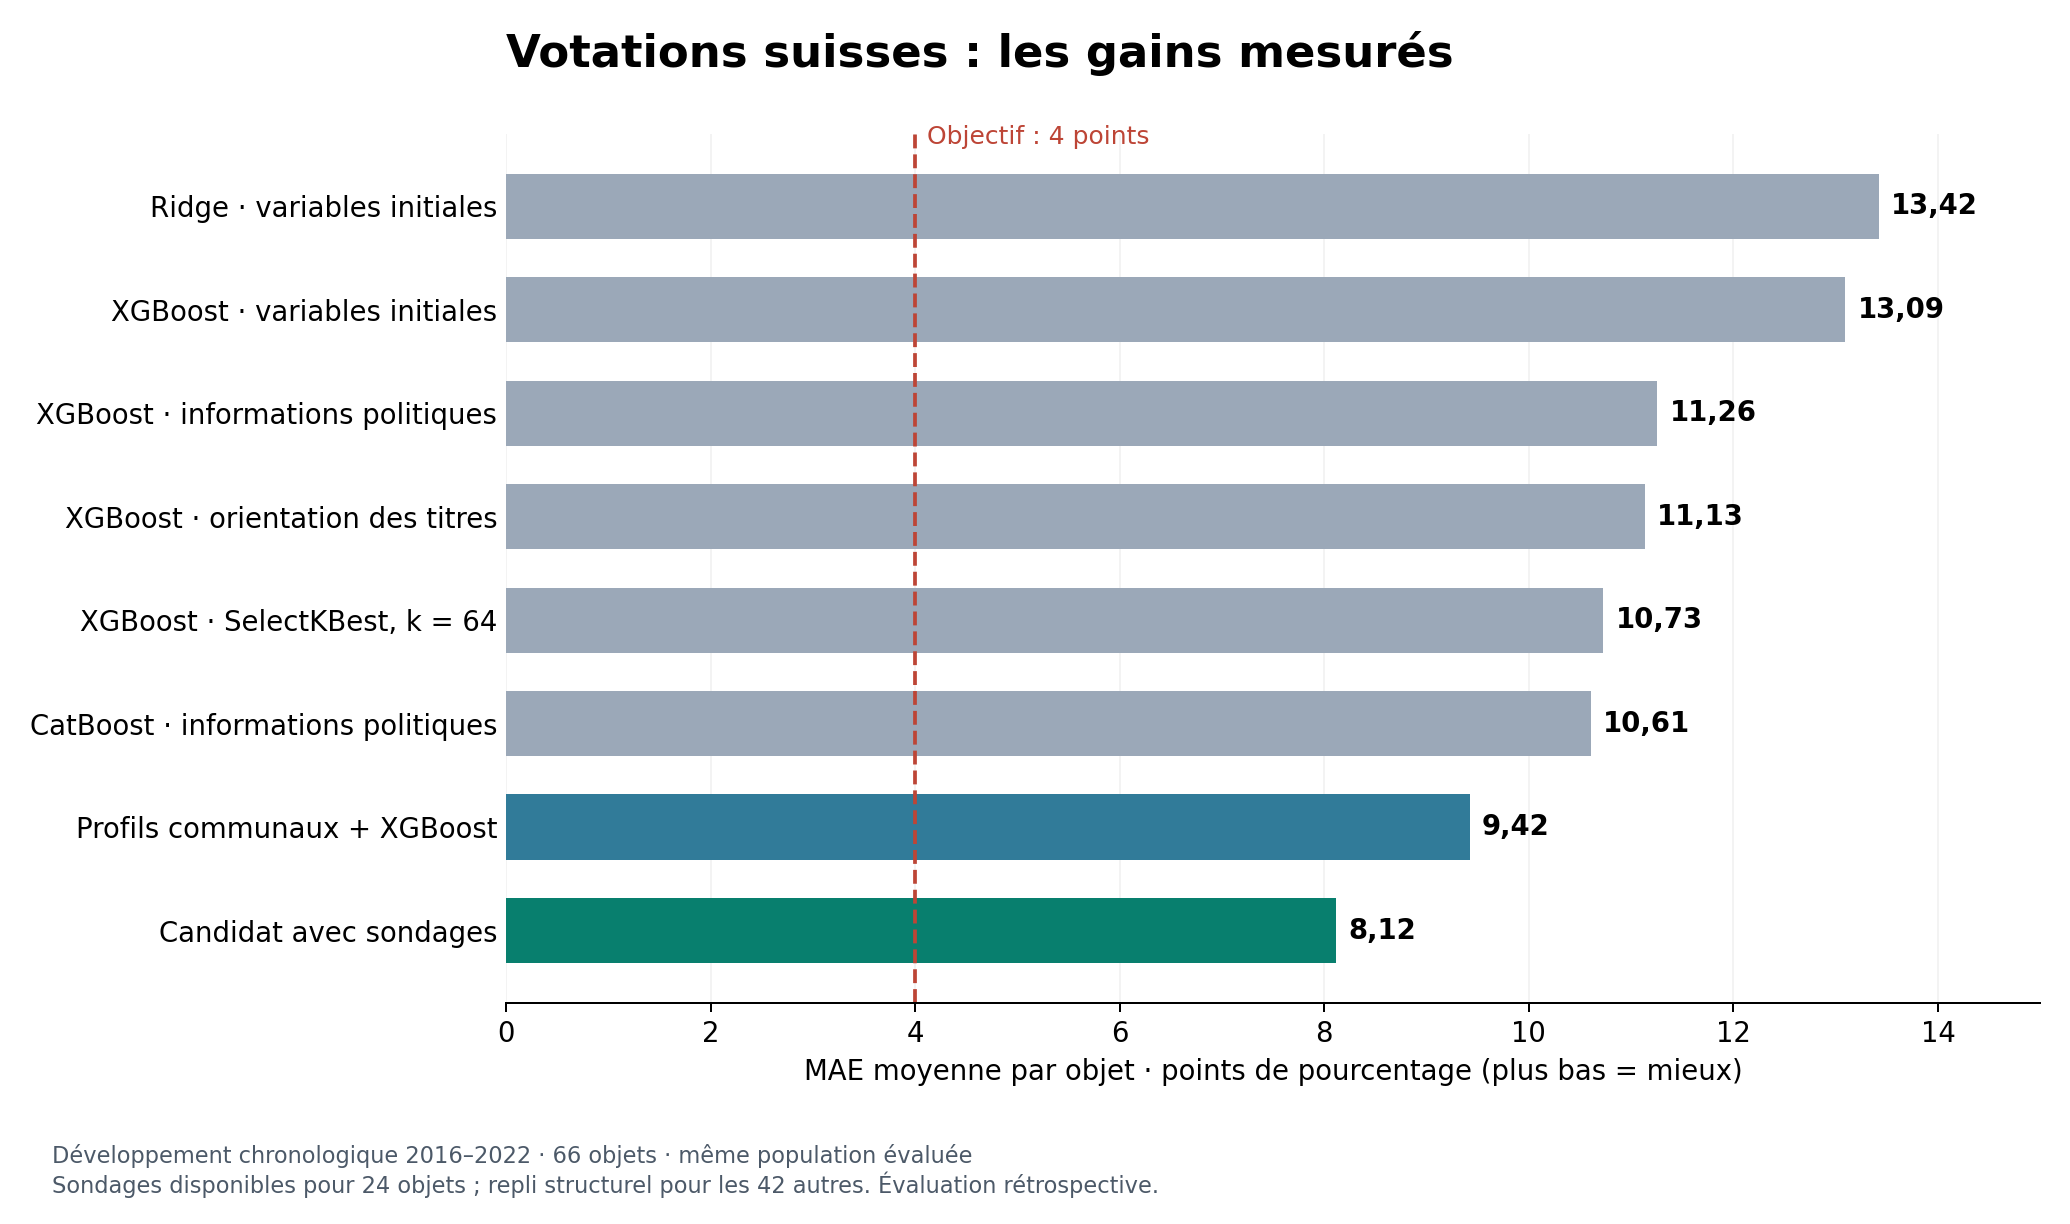 Votations suisses : les gains mesurés
Objectif : 4 points
Ridge · variables initiales 13,42
XGBoost · variables initiales 13,09
XGBoost · informations politiques 11,26
XGBoost · orientation des titres 11,13
XGBoost · SelectKBest, k = 64 10,73
CatBoost · informations politiques 10,61
Profils communaux + XGBoost 9,42
Candidat avec sondages 8,12
0 2 4 6 8 10 12 14
MAE moyenne par objet · points de pourcentage (plus bas = mieux)
Développement chronologique 2016–2022 · 66 objets · même population évaluée
Sondages disponibles pour 24 objets ; repli structurel pour les 42 autres. Évaluation rétrospective.